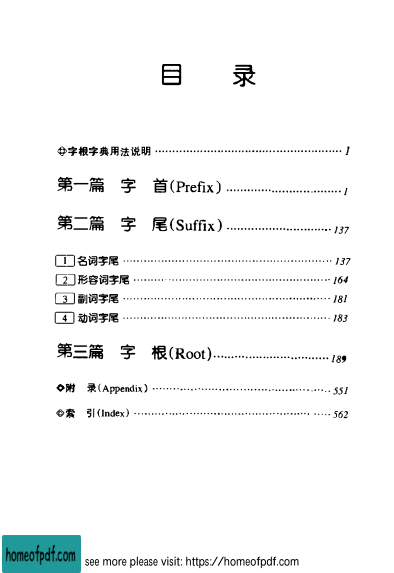 目 录
字根字典用法说明 …………………………………… I
第一篇 字 首(Prefix) …………………… 1
第二篇 字 尾(Suffix) …………………… 137
1 名词字尾 …………………………………… 137
2 形容词字尾 …………………………………… 164
3 副词字尾 …………………………………… 181
4 动词字尾 …………………………………… 183
第三篇 字 根(Root) …………………… 189
◇附 录(Appendix) …………………………………… 551
◎索 引(Index) …………………………………… 562
homeofpdf.com
see more please visit: https://homeofpdf.com